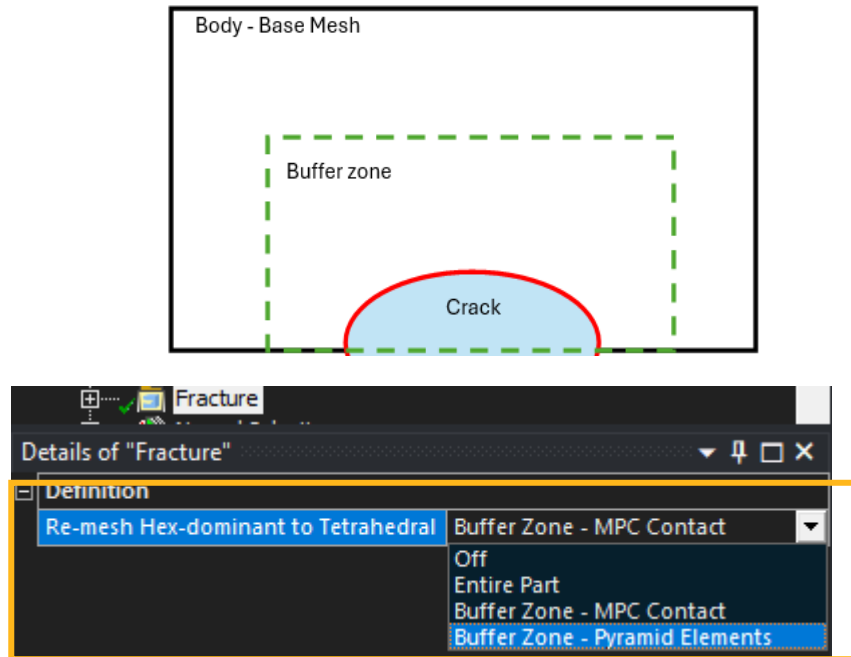 Body - Base Mesh
Buffer zone
Crack
Fracture
Details of "Fracture"
Definition
Re-mesh Hex-dominant to Tetrahedral Buffer Zone - MPC Contact
Off
Entire Part
Buffer Zone - MPC Contact
Buffer Zone - Pyramid Elements